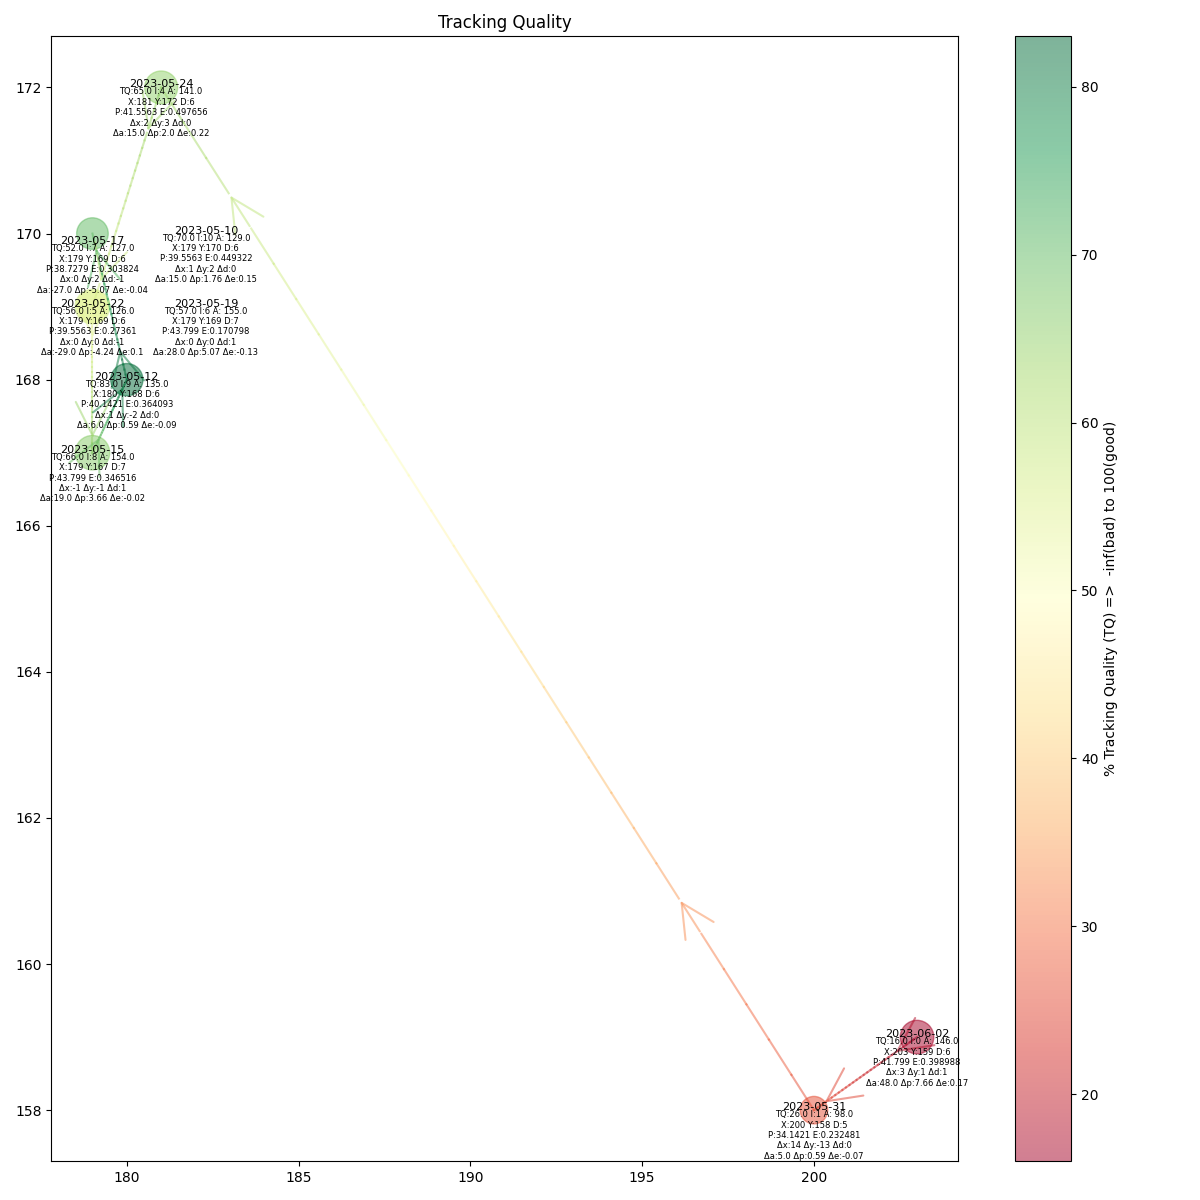 Tracking Quality
172
170
168
166
164
162
160
158
180
185
190
195
200
2023-05-24
TQ:65.0 I:4 A: 141.0
X:181 Y:172 D:6
P:41.5563 E:0.497656
Δx:2 Δy:3 Δd:0
Δa:15.0 Δp:2.0 Δe:0.22
2023-05-17
TQ:52.0 I:7 A: 127.0
X:179 Y:169 D:6
P:38.7279 E:0.303824
Δx:0 Δy:2 Δd:-1
Δa:-27.0 Δp:-5.07 Δe:-0.04
2023-05-10
TQ:70.0 I:10 A: 129.0
X:179 Y:170 D:6
P:39.5563 E:0.449322
Δx:1 Δy:2 Δd:0
Δa:15.0 Δp:1.76 Δe:0.15
2023-05-22
TQ:56.0 I:5 A: 126.0
X:179 Y:169 D:6
P:39.5563 E:0.27361
Δx:0 Δy:0 Δd:-1
Δa:-29.0 Δp:-4.24 Δe:0.1
2023-05-19
TQ:57.0 I:6 A: 155.0
X:179 Y:169 D:7
P:43.799 E:0.170798
Δx:0 Δy:0 Δd:1
Δa:28.0 Δp:5.07 Δe:-0.13
2023-05-12
TQ:83.0 I:9 A: 135.0
X:180 Y:168 D:6
P:40.1421 E:0.364093
Δx:1 Δy:-2 Δd:0
Δa:6.0 Δp:0.59 Δe:-0.09
2023-05-15
TQ:66.0 I:8 A: 154.0
X:179 Y:167 D:7
P:43.799 E:0.346516
Δx:-1 Δy:-1 Δd:1
Δa:19.0 Δp:3.66 Δe:-0.02
2023-06-02
TQ:16.0 I:0 A: 146.0
X:203 Y:159 D:6
P:41.799 E:0.398988
Δx:3 Δy:1 Δd:1
Δa:48.0 Δp:7.66 Δe:0.17
2023-05-31
TQ:26.0 I:1 A: 98.0
X:200 Y:158 D:5
P:34.1421 E:0.232481
Δx:14 Δy:-13 Δd:0
Δa:5.0 Δp:0.59 Δe:-0.07
80
70
60
50
40
30
20
% Tracking Quality (TQ) => -inf(bad) to 100(good)